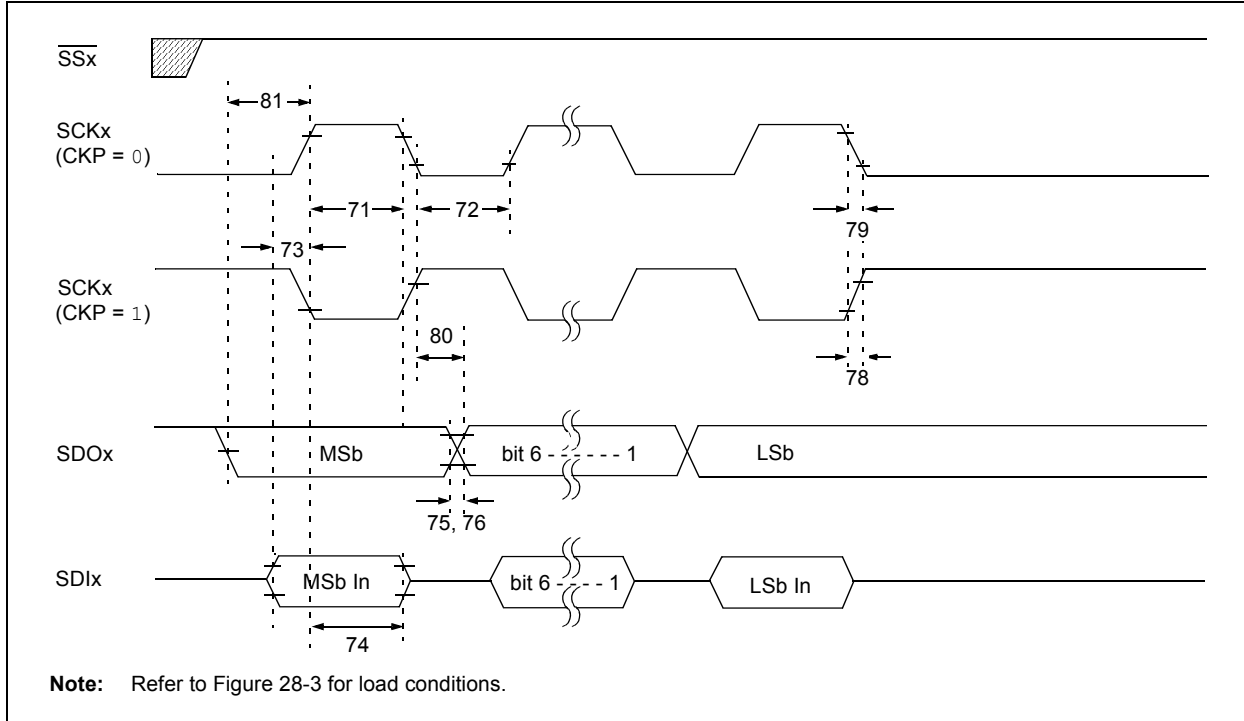 SSx
81
SCKx
(CKP = 0)
71
72
79
73
SCKx
(CKP = 1)
80
78
SDOx
MSb
bit 6 - - - - - - 1
LSb
75, 76
SDIx
MSb In
bit 6 - - - - 1
LSb In
74
Note: Refer to Figure 28-3 for load conditions.